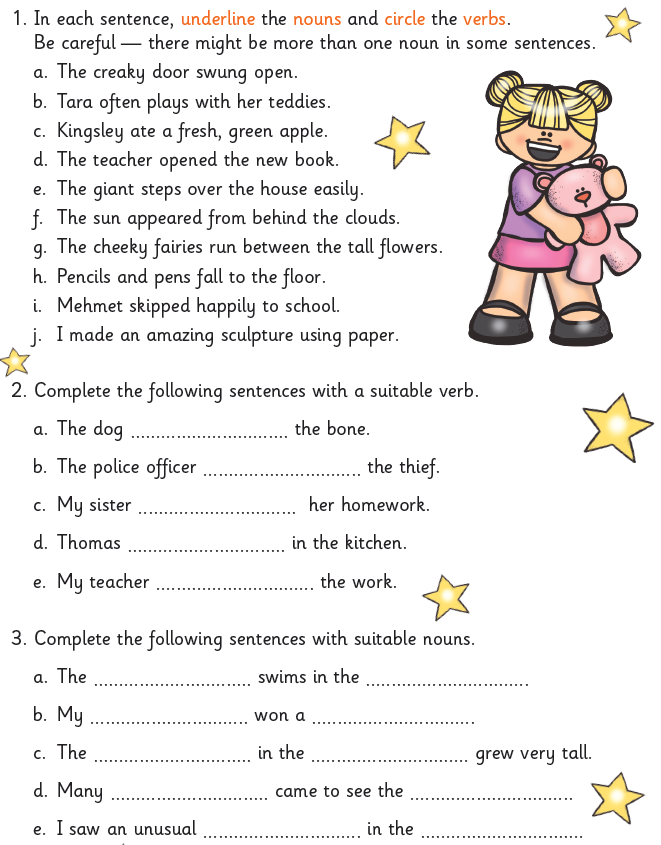 1. In each sentence, underline the nouns and circle the verbs.
Be careful — there might be more than one noun in some sentences.
a. The creaky door swung open.
b. Tara often plays with her teddies.
c. Kingsley ate a fresh, green apple.
d. The teacher opened the new book.
e. The giant steps over the house easily.
f. The sun appeared from behind the clouds.
g. The cheeky fairies run between the tall flowers.
h. Pencils and pens fall to the floor.
i. Mehmet skipped happily to school.
j. I made an amazing sculpture using paper.
2. Complete the following sentences with a suitable verb.
a. The dog ............................... the bone.
b. The police officer ............................... the thief.
c. My sister ............................... her homework.
d. Thomas ............................... in the kitchen.
e. My teacher ............................... the work.
3. Complete the following sentences with suitable nouns.
a. The ............................... swims in the ................................
b. My ............................... won a ................................
c. The ............................... in the ............................... grew very tall.
d. Many ............................... came to see the ................................
e. I saw an unusual ............................... in the ................................